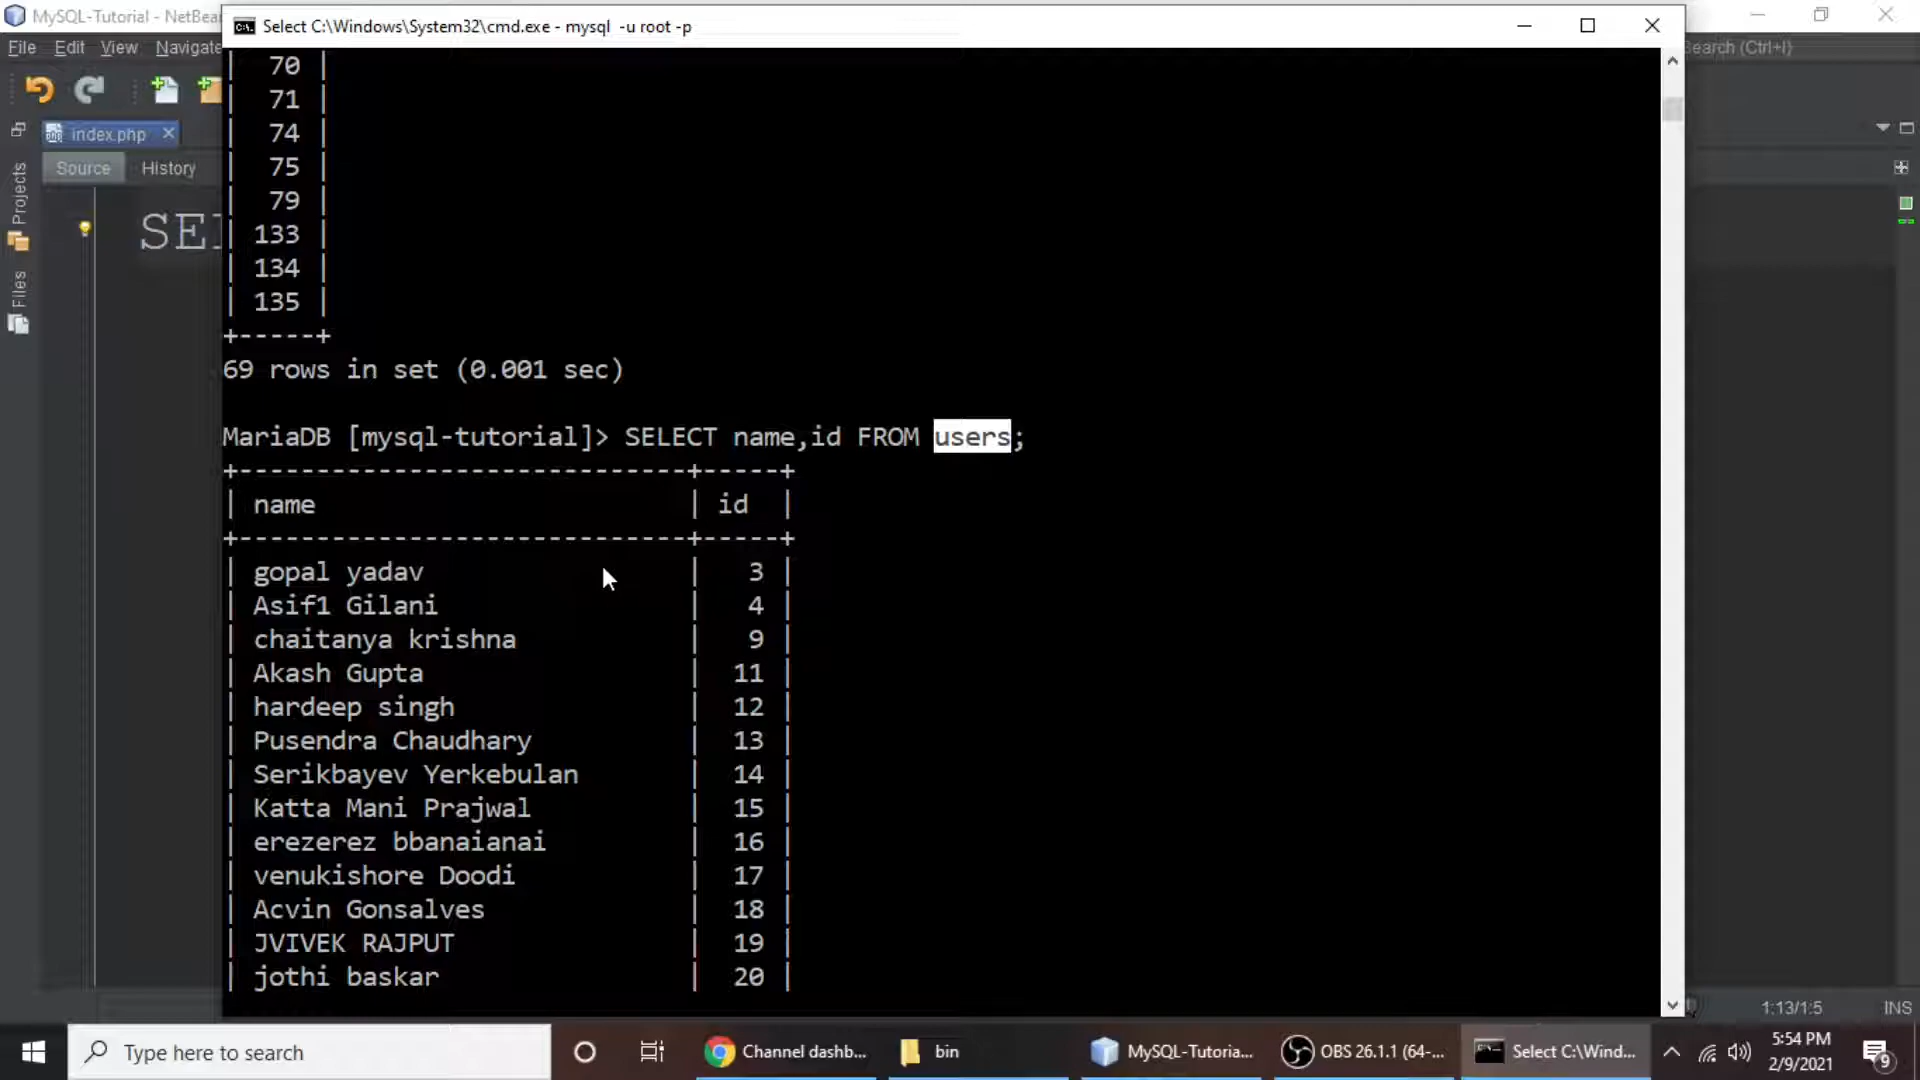 MySQL-Tutorial - NetBea
Select C:\Windows\System32\cmd.exe - mysql -u root -p
File Edit View Navigate
Search (Ctrl+I)
index.php
Source History
Projects
Files
SE
| 70 |
| 71 |
| 74 |
| 75 |
| 79 |
| 133 |
| 134 |
| 135 |
+-----+
69 rows in set (0.001 sec)
MariaDB [mysql-tutorial]> SELECT name,id FROM users;
+------------------------------+-----+
| name | id |
+------------------------------+-----+
| gopal yadav | 3 |
| Asif1 Gilani | 4 |
| chaitanya krishna | 9 |
| Akash Gupta | 11 |
| hardeep singh | 12 |
| Pusendra Chaudhary | 13 |
| Serikbayev Yerkebulan | 14 |
| Katta Mani Prajwal | 15 |
| erezerez bbanaianai | 16 |
| venukishore Doodi | 17 |
| Acvin Gonsalves | 18 |
| JVIVEK RAJPUT | 19 |
| jothi baskar | 20 |
1:13/1:5 INS
Type here to search
Channel dashb...
bin
MySQL-Tutoria...
OBS 26.1.1 (64-...
Select C:\Wind...
5:54 PM
2/9/2021
9